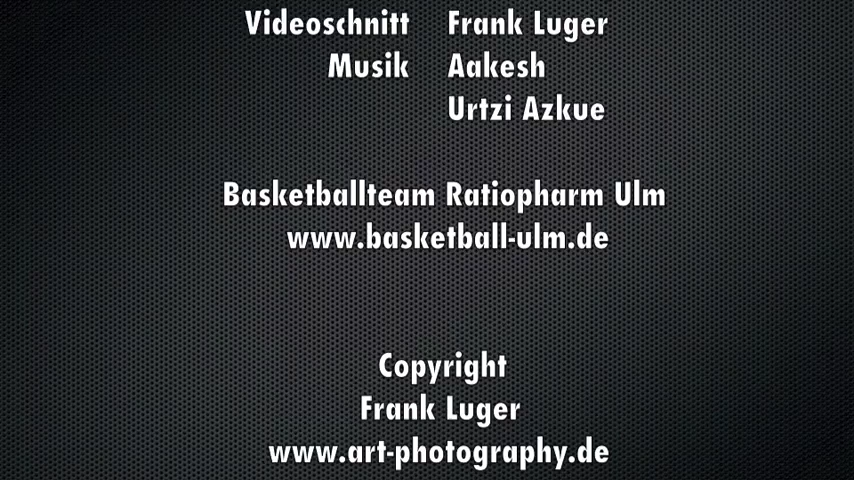 Videoschnitt Frank Luger
Musik Aakesh
Urtzi Azkue
Basketballteam Ratiopharm Ulm
www.basketball-ulm.de
Copyright
Frank Luger
www.art-photography.de